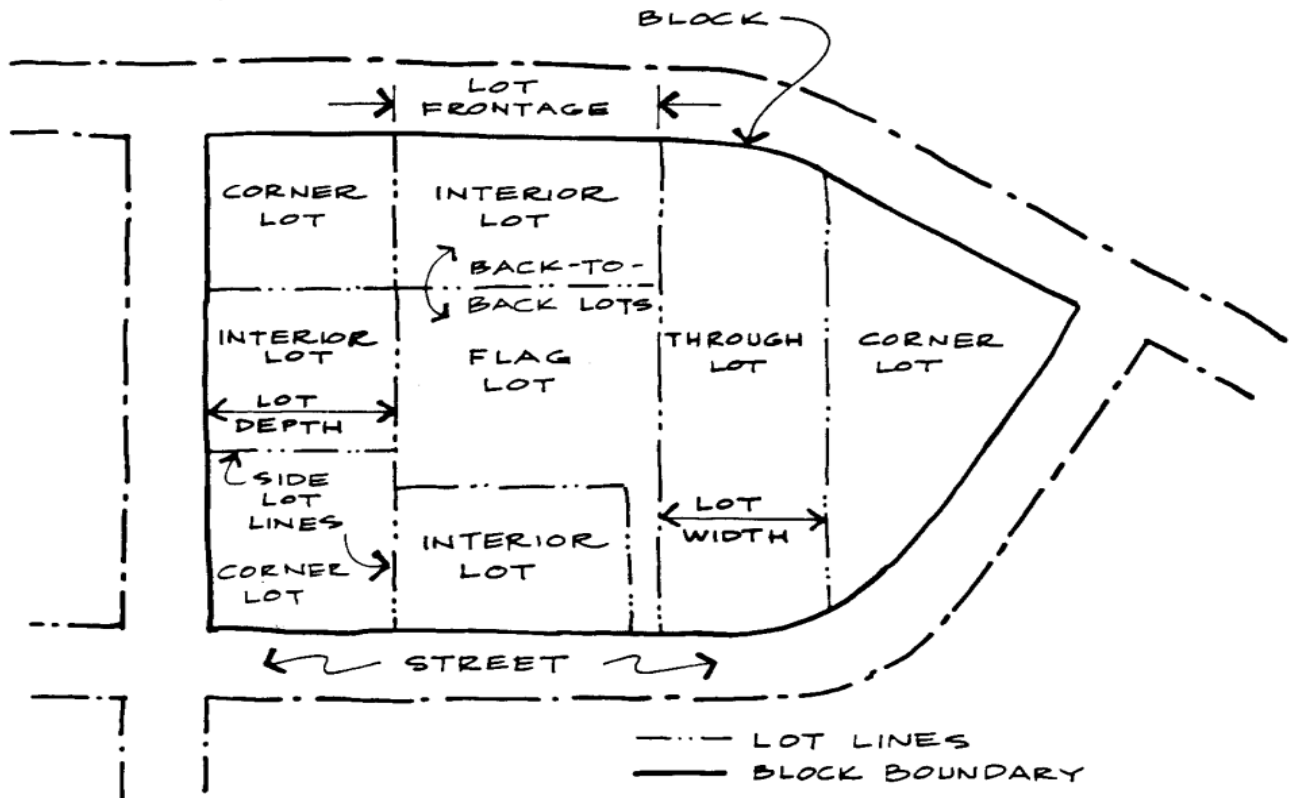 BLOCK
LOT
FRONTAGE
CORNER
LOT
INTERIOR
LOT
BACK-TO-
BACK LOTS
INTERIOR
LOT
FLAG
LOT
THROUGH
LOT
CORNER
LOT
LOT
DEPTH
SIDE
LOT
LINES
LOT
WIDTH
INTERIOR
LOT
CORNER
LOT
STREET
LOT LINES
BLOCK BOUNDARY